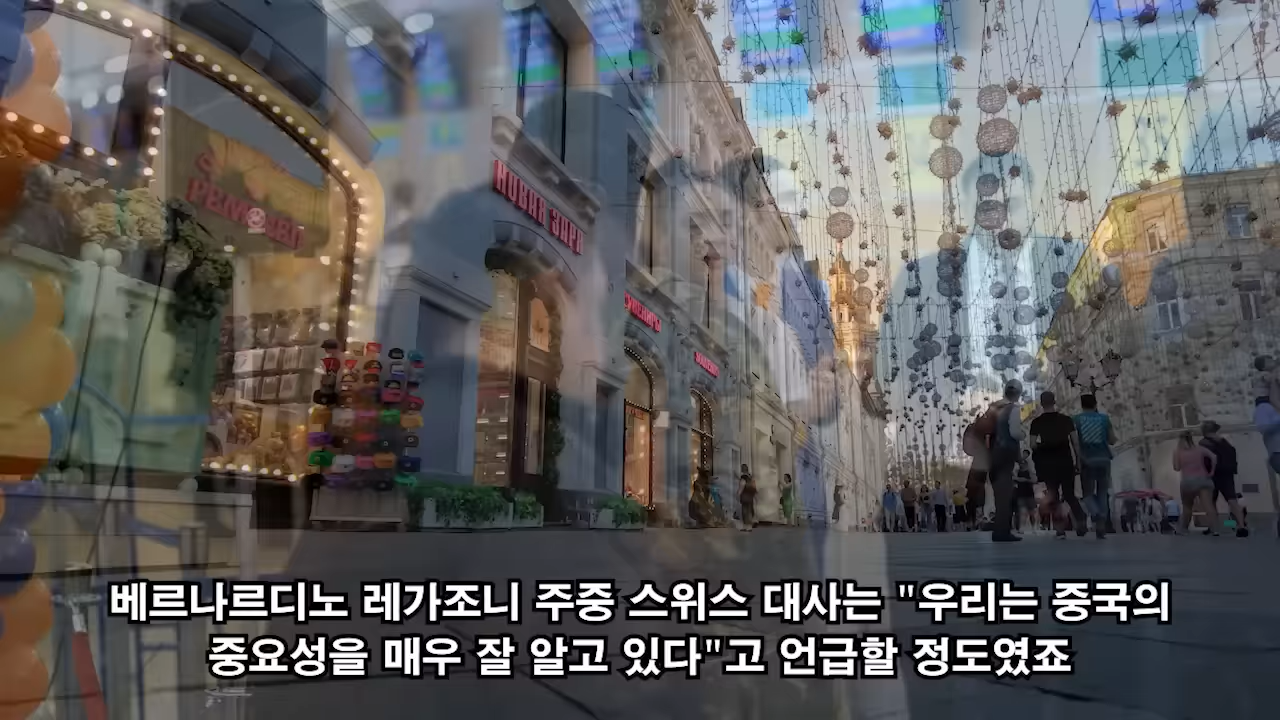 НОВАЯ ЗАРЯ
СУВЕНИРЫ
베르나르디노 레가조니 주중 스위스 대사는 "우리는 중국의
중요성을 매우 잘 알고 있다"고 언급할 정도였죠